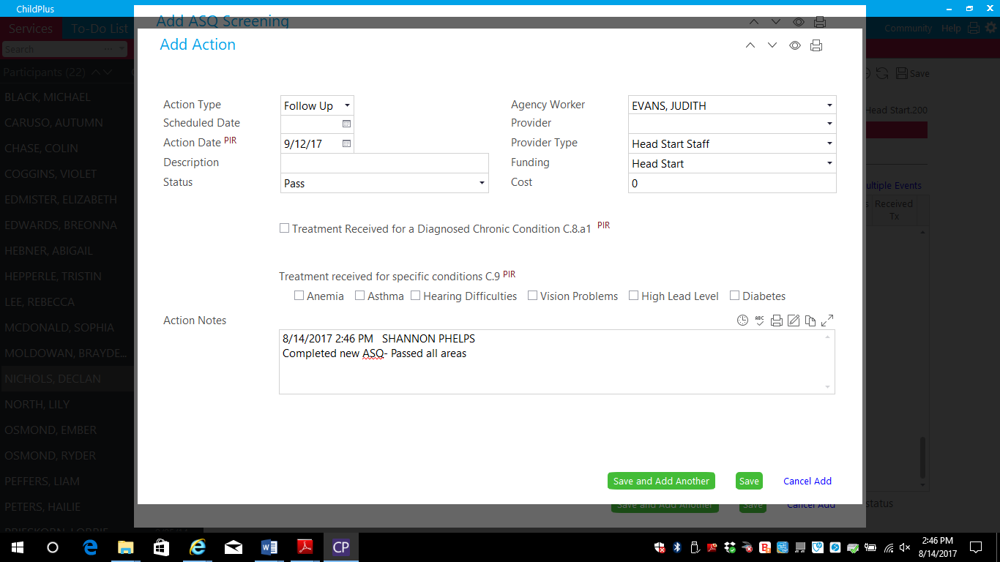 ChildPlus
Services To-Do List
Community Help
Search
Participants (22)
BLACK, MICHAEL
CARUSO, AUTUMN
CHASE, COLIN
COGGINS, VIOLET
EDMISTER, ELIZABETH
EDWARDS, BREONNA
HEBNER, ABIGAIL
HEPPERLE, TRISTIN
LEE, REBECCA
MCDONALD, SOPHIA
MOLDOWAN, BRAYDE...
NICHOLS, DECLAN
NORTH, LILY
OSMOND, EMBER
OSMOND, RYDER
PEFFERS, LIAM
PETERS, HAILIE
Add ASQ Screening
Add Action
Action Type Follow Up
Scheduled Date
Action Date PIR 9/12/17
Description
Status Pass
Agency Worker EVANS, JUDITH
Provider
Provider Type Head Start Staff
Funding Head Start
Cost 0
Treatment Received for a Diagnosed Chronic Condition C.8.a1 PIR
Treatment received for specific conditions C.9 PIR
Anemia Asthma Hearing Difficulties Vision Problems High Lead Level Diabetes
Action Notes
ABC
8/14/2017 2:46 PM SHANNON PHELPS
Completed new ASQ- Passed all areas
Save and Add Another Save Cancel Add
Save and Add Another Save Cancel Add
Save
Head Start.200
Events
Received
Tx
status
CP
2:46 PM
8/14/2017